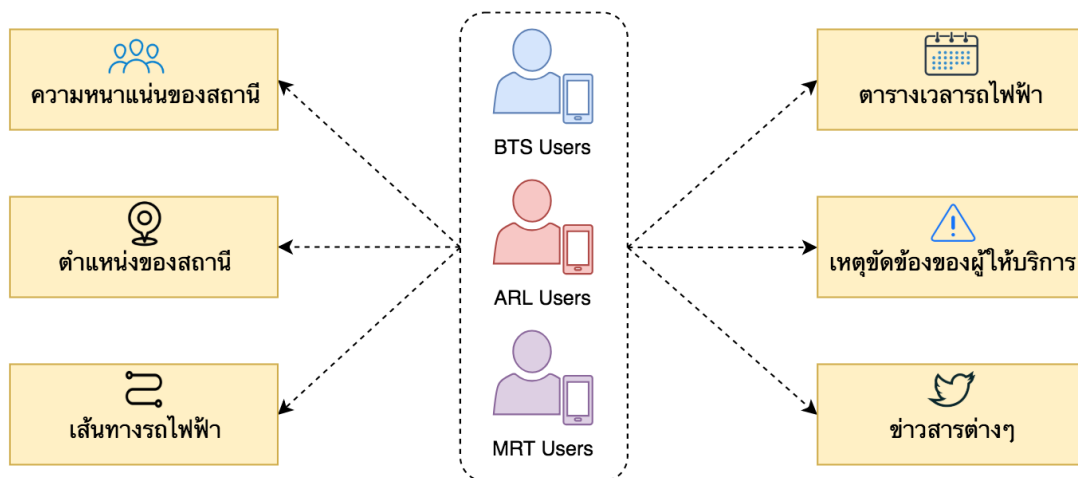 ความหนาแน่นของสถานี
ตำแหน่งของสถานี
เส้นทางรถไฟฟ้า
BTS Users
ARL Users
MRT Users
ตารางเวลารถไฟฟ้า
เหตุขัดข้องของผู้ให้บริการ
ข่าวสารต่างๆ